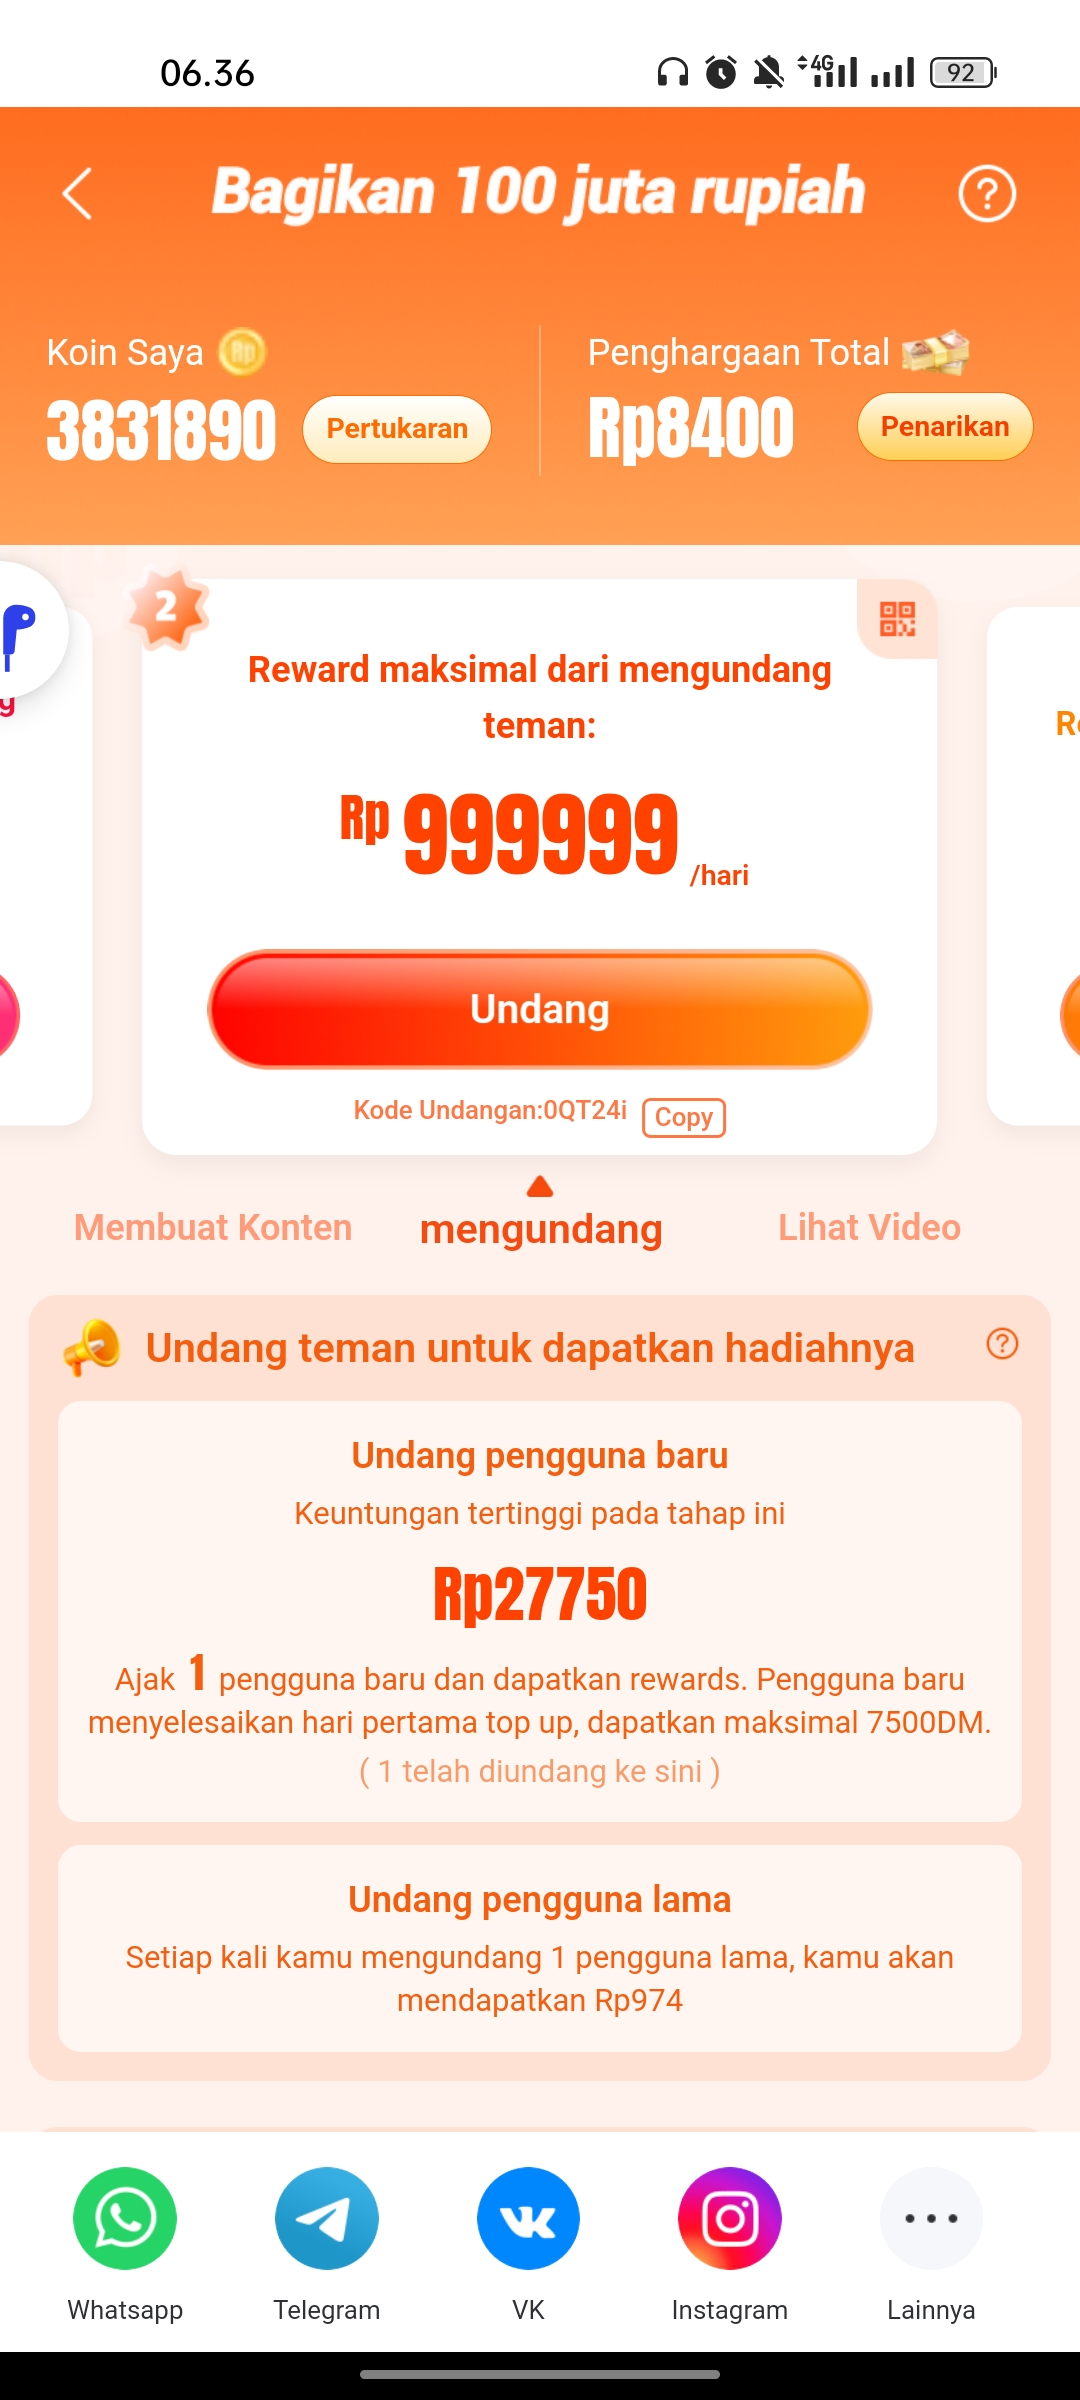 06.36
4G
92
Bagikan 100 juta rupiah
?
Koin Saya Rp
Penghargaan Total
3831890 Pertukaran
Rp8400 Penarikan
2
g
Reward maksimal dari mengundang
teman:
Rp 999999 /hari
Undang
Kode Undangan:0QT24i Copy
Membuat Konten
mengundang
Lihat Video
Undang teman untuk dapatkan hadiahnya
?
Undang pengguna baru
Keuntungan tertinggi pada tahap ini
Rp27750
Ajak 1 pengguna baru dan dapatkan rewards. Pengguna baru
menyelesaikan hari pertama top up, dapatkan maksimal 7500DM.
( 1 telah diundang ke sini )
Undang pengguna lama
Setiap kali kamu mengundang 1 pengguna lama, kamu akan
mendapatkan Rp974
Whatsapp
Telegram
VK
Instagram
Lainnya